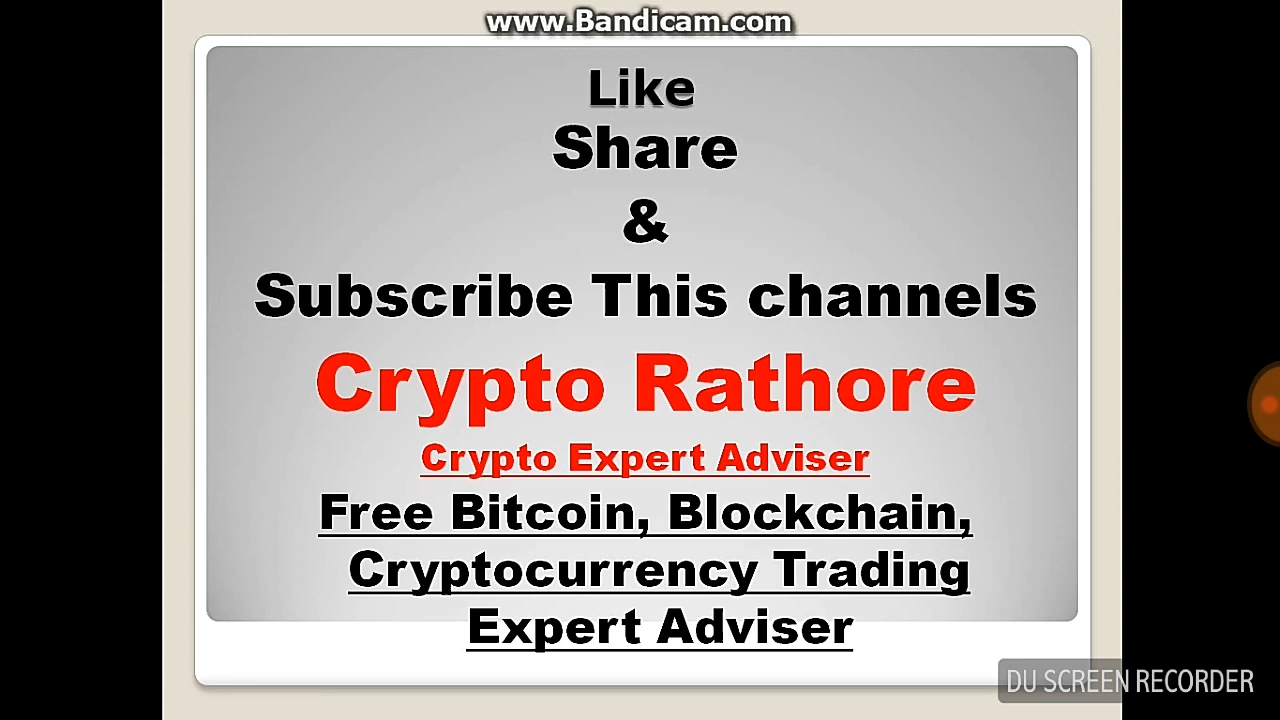 www.Bandicam.com
Like
Share
&
Subscribe This channels
Crypto Rathore
Crypto Expert Adviser
Free Bitcoin, Blockchain,
Cryptocurrency Trading
Expert Adviser
DU SCREEN RECORDER